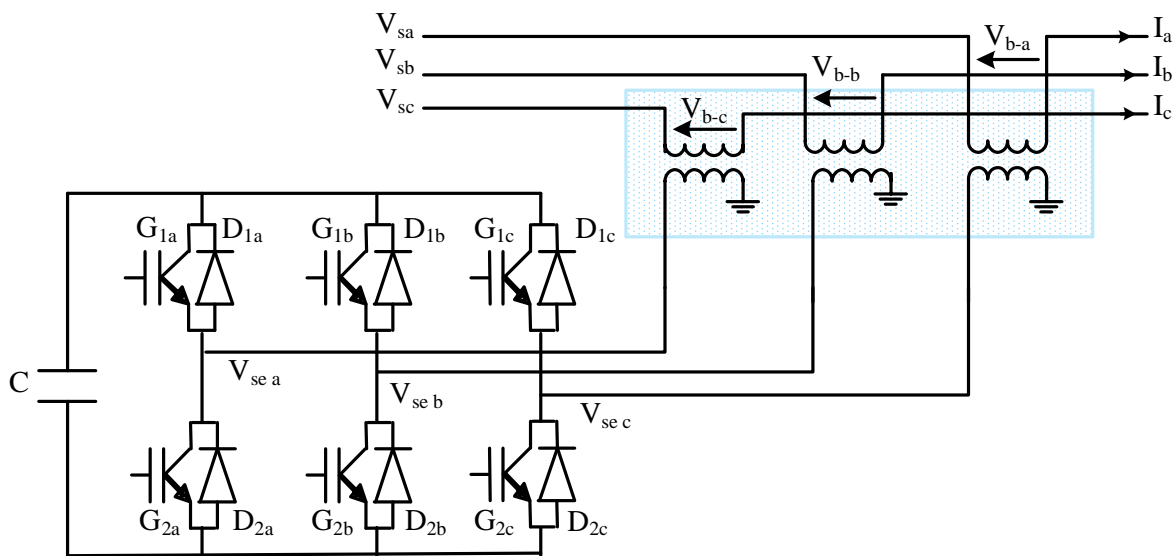 V_sa
V_b-a
I_a
V_sb
V_b-b
I_b
V_sc
V_b-c
I_c
G_1a
D_1a
G_1b
D_1b
G_1c
D_1c
C
V_se a
V_se b
V_se c
G_2a
D_2a
G_2b
D_2b
G_2c
D_2c